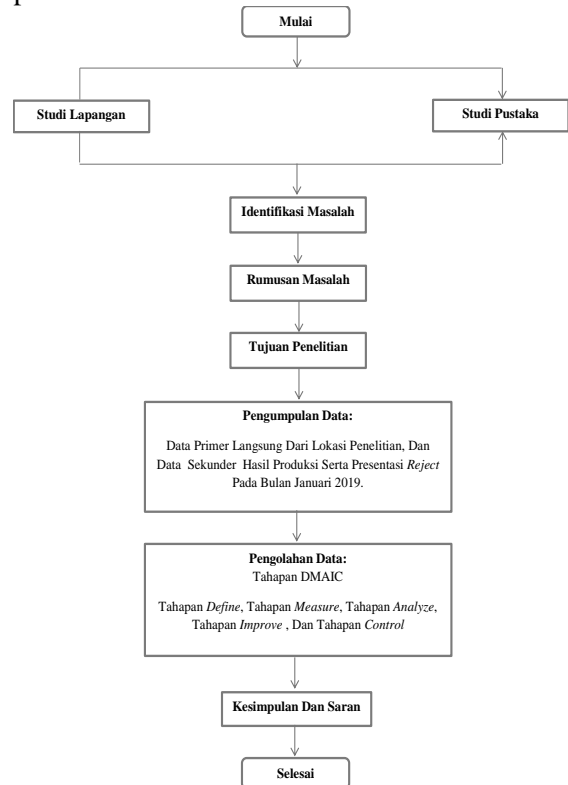 Mulai
Studi Lapangan
Studi Pustaka
Identifikasi Masalah
Rumusan Masalah
Tujuan Penelitian
Pengumpulan Data:
Data Primer Langsung Dari Lokasi Penelitian, Dan
Data Sekunder Hasil Produksi Serta Presentasi Reject
Pada Bulan Januari 2019.
Pengolahan Data:
Tahapan DMAIC
Tahapan Define, Tahapan Measure, Tahapan Analyze,
Tahapan Improve , Dan Tahapan Control
Kesimpulan Dan Saran
Selesai